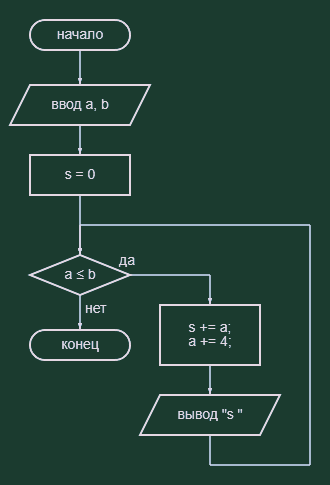 начало
ввод a, b
s = 0
a ≤ b
да
нет
s += a;
a += 4;
конец
вывод "s "